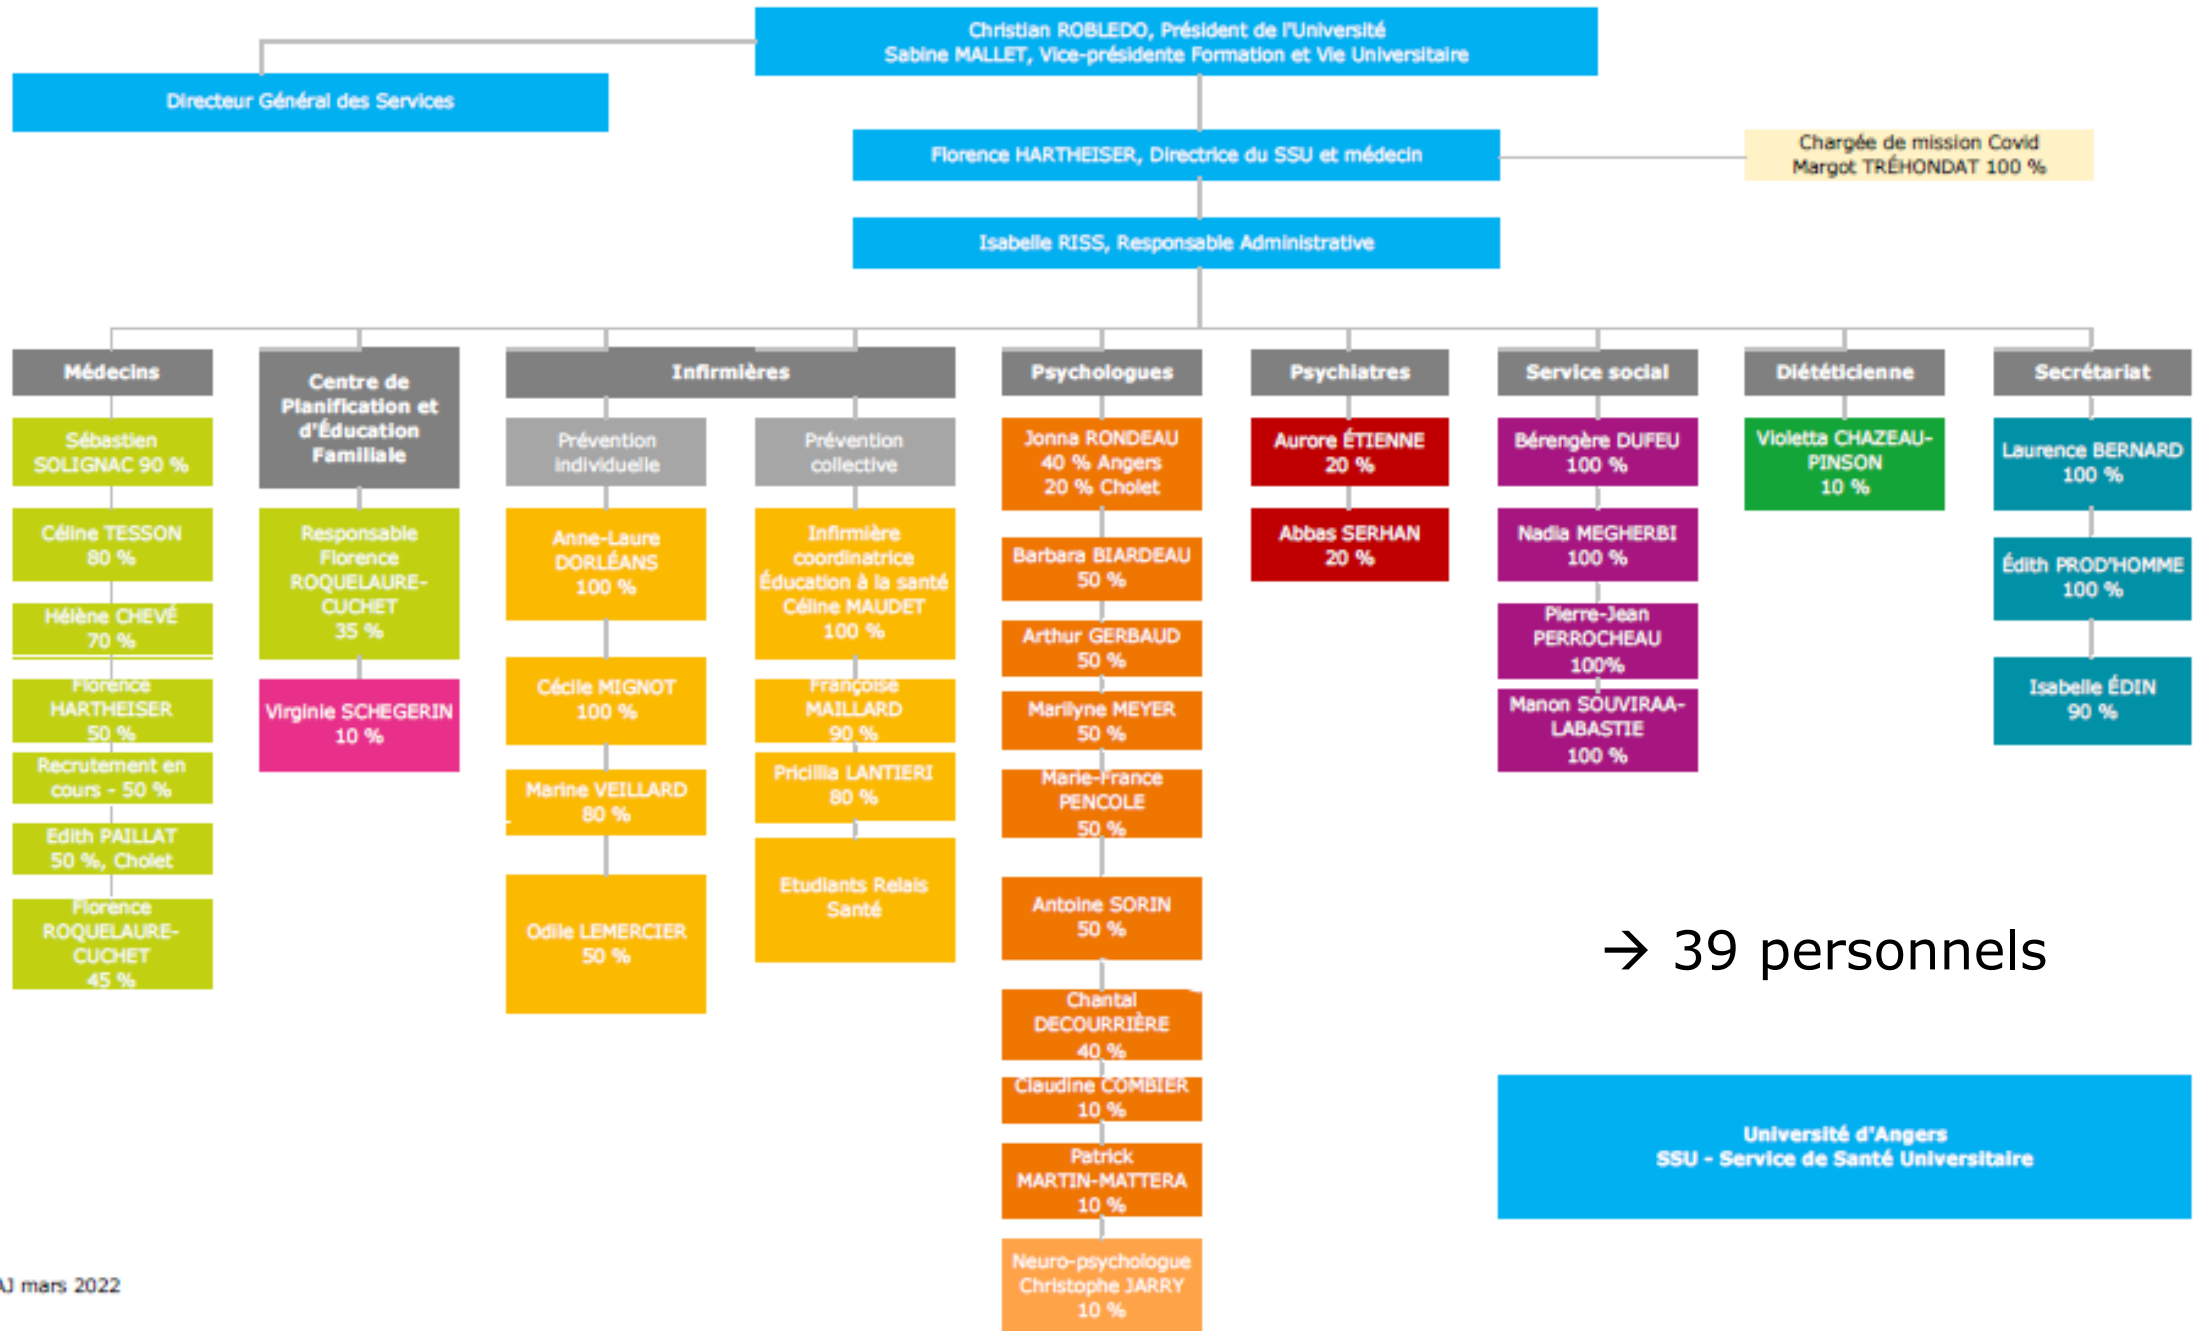 Christian ROBLEDO, Président de l'Université
Sabine MALLET, Vice-présidente Formation et Vie Universitaire
Directeur Général des Services
Florence HARTHEISER, Directrice du SSU et médecin
Chargée de mission Covid
Margot TRÉHONDAT 100 %
Isabelle RISS, Responsable Administrative
Médecins
Sébastien
SOLIGNAC 90 %
Céline TESSON
80 %
Hélène CHEVÉ
70 %
Florence
HARTHEISER
50 %
Recrutement en
cours - 50 %
Edith PAILLAT
50 %, Cholet
Florence
ROQUELAURE-
CUCHET
45 %
Centre de
Planification et
d'Éducation
Familiale
Responsable
Florence
ROQUELAURE-
CUCHET
35 %
Virginie SCHEGERIN
10 %
Infirmières
Prévention
individuelle
Anne-Laure
DORLÉANS
100 %
Cécile MIGNOT
100 %
Marine VEILLARD
80 %
Odile LEMERCIER
50 %
Prévention
collective
Infirmière
coordinatrice
Éducation à la santé
Céline MAUDET
100 %
Françoise
MAILLARD
90 %
Pricillia LANTIERI
80 %
Etudiants Relais
Santé
Psychologues
Jonna RONDEAU
40 % Angers
20 % Cholet
Barbara BIARDEAU
50 %
Arthur GERBAUD
50 %
Marilyne MEYER
50 %
Marie-France
PENCOLE
50 %
Antoine SORIN
50 %
Chantal
DECOURRIÈRE
40 %
Claudine COMBIER
10 %
Patrick
MARTIN-MATTERA
10 %
Neuro-psychologue
Christophe JARRY
10 %
Psychiatres
Aurore ÉTIENNE
20 %
Abbas SERHAN
20 %
Service social
Bérengère DUFEU
100 %
Nadia MEGHERBI
100 %
Pierre-Jean
PERROCHEAU
100%
Manon SOUVIRAA-
LABASTIE
100 %
Diététicienne
Violetta CHAZEAU-
PINSON
10 %
Secrétariat
Laurence BERNARD
100 %
Édith PROD'HOMME
100 %
Isabelle ÉDIN
90 %
→ 39 personnels
Université d'Angers
SSU - Service de Santé Universitaire
AJ mars 2022